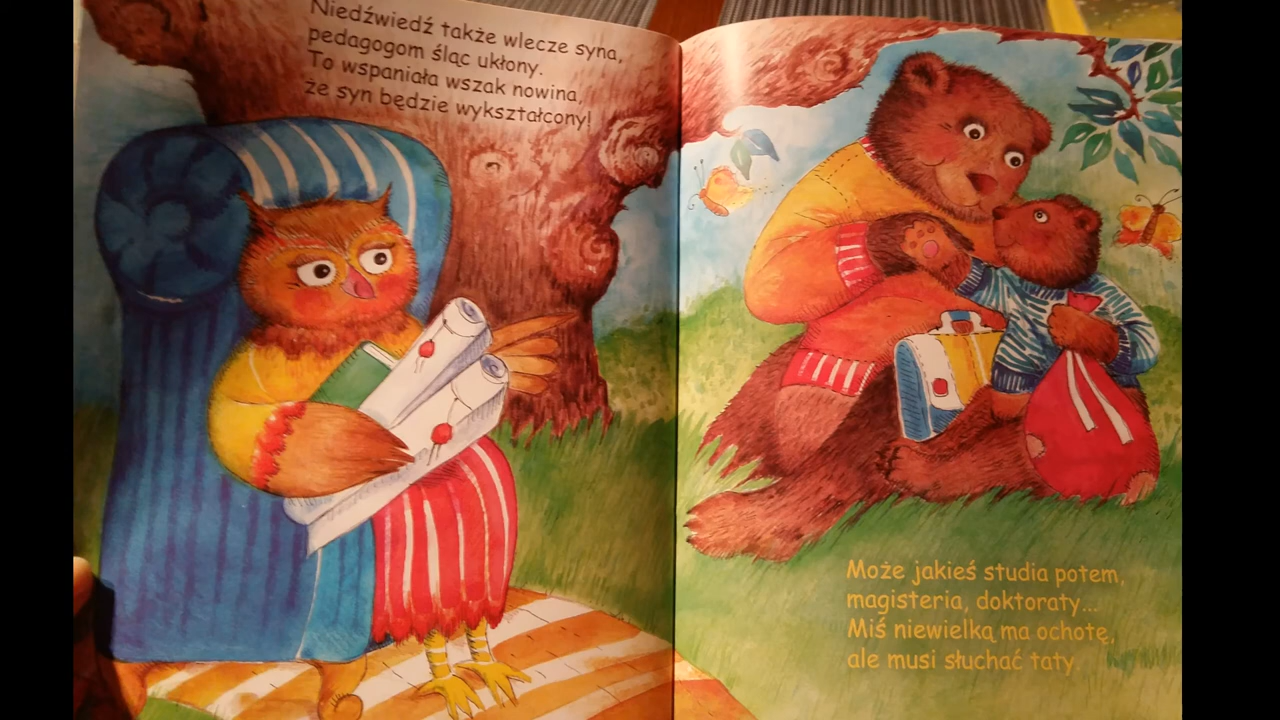 Niedźwiedź także wlecze syna,
pedagogom śląc ukłony.
To wspaniała wszak nowina,
że syn będzie wykształcony!
Może jakieś studia potem,
magisteria, doktoraty...
Miś niewielką ma ochotę,
ale musi słuchać taty.